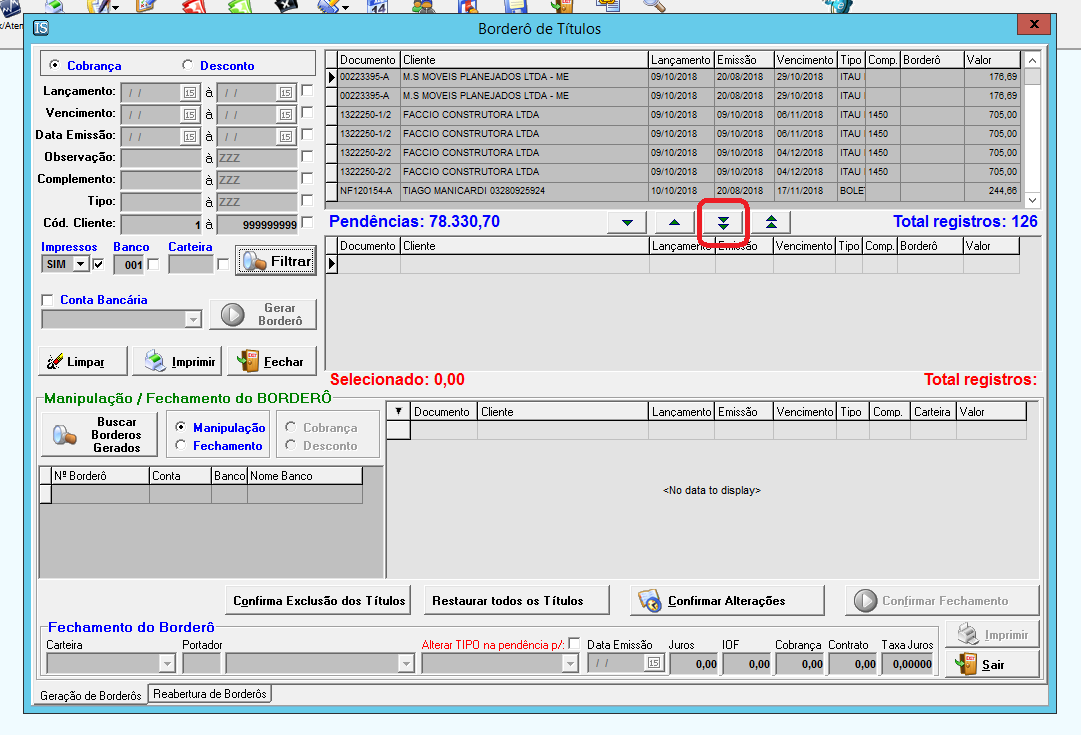 x/Aten
14
IS Borderô de Títulos x
Cobrança Desconto
Lançamento: / / 15 à / / 15
Vencimento: / / 15 à / / 15
Data Emissão: / / 15 à / / 15
Observação: à ZZZ
Complemento: à ZZZ
Tipo: à ZZZ
Cód. Cliente: 1 à 999999999
Impressos Banco Carteira
SIM 001 Filtrar
Conta Bancária
Gerar
Borderô
Limpar Imprimir Fechar
Documento Cliente Lançamento Emissão Vencimento Tipo Comp. Borderô Valor
00223395-A M.S MOVEIS PLANEJADOS LTDA - ME 09/10/2018 20/08/2018 29/10/2018 ITAU 176,69
00223395-A M.S MOVEIS PLANEJADOS LTDA - ME 09/10/2018 20/08/2018 29/10/2018 ITAU 176,69
1322250-1/2 FACCIO CONSTRUTORA LTDA 09/10/2018 09/10/2018 06/11/2018 ITAU 1450 705,00
1322250-1/2 FACCIO CONSTRUTORA LTDA 09/10/2018 09/10/2018 06/11/2018 ITAU 1450 705,00
1322250-2/2 FACCIO CONSTRUTORA LTDA 09/10/2018 09/10/2018 04/12/2018 ITAU 1450 705,00
1322250-2/2 FACCIO CONSTRUTORA LTDA 09/10/2018 09/10/2018 04/12/2018 ITAU 1450 705,00
NF120154-A TIAGO MANICARDI 03280925924 10/10/2018 20/08/2018 17/11/2018 BOLE 244,66
Pendências: 78.330,70 Total registros: 126
Documento Cliente Lançamento Emissão Vencimento Tipo Comp. Borderô Valor
Selecionado: 0,00 Total registros:
Manipulação / Fechamento do BORDERÔ
Buscar
Borderos
Gerados
Manipulação
Fechamento
Cobrança
Desconto
Nº Borderô Conta Banco Nome Banco
Documento Cliente Lançamento Emissão Vencimento Tipo Comp. Carteira Valor
<No data to display>
Confirma Exclusão dos Títulos Restaurar todos os Títulos Confirmar Alterações Confirmar Fechamento
Fechamento do Borderô
Carteira Portador Alterar TIPO na pendência p/: Data Emissão Juros IOF Cobrança Contrato Taxa Juros
/ / 15 0,00 0,00 0,00 0,00 0,00000
Imprimir
Sair
Geração de Borderôs Reabertura de Borderôs